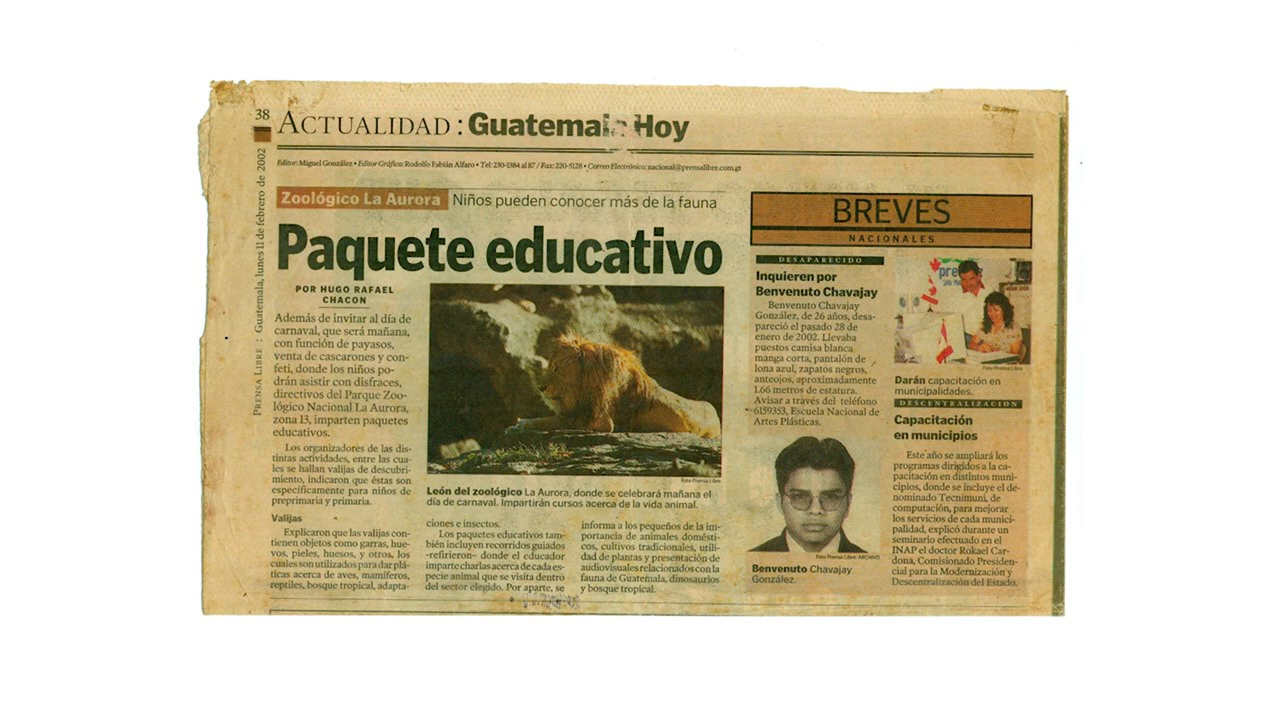 38
ACTUALIDAD : Guatemala Hoy
Editor: Miguel González • Editor Gráfico: Rodolfo Fabián Alfaro • Tel: 230-1384 al 87 / Fax: 220-5128 • Correo Electrónico: nacional@prensalibre.com.gt
PRENSA LIBRE : Guatemala, lunes 11 de febrero de 2002
Zoológico La Aurora Niños pueden conocer más de la fauna
Paquete educativo
POR HUGO RAFAEL
CHACON
Además de invitar al día de
carnaval, que será mañana,
con función de payasos,
venta de cascarones y con-
feti, donde los niños po-
drán asistir con disfraces,
directivos del Parque Zoo-
lógico Nacional La Aurora,
zona 13, imparten paquetes
educativos.
Los organizadores de las dis-
tintas actividades, entre las cua-
les se hallan valijas de descubri-
miento, indicaron que éstas son
específicamente para niños de
preprimaria y primaria.
Valijas
Explicaron que las valijas con-
tienen objetos como garras, hue-
vos, pieles, huesos, y otros, los
cuales son utilizados para dar plá-
ticas acerca de aves, mamíferos,
reptiles, bosque tropical, adapta-
Foto Prensa Libre
León del zoológico La Aurora, donde se celebrará mañana el
día de carnaval. Impartirán cursos acerca de la vida animal.
ciones e insectos.
Los paquetes educativos tam-
bién incluyen recorridos guiados
-refirieron- donde el educador
imparte charlas acerca de cada es-
pecie animal que se visita dentro
del sector elegido. Por aparte, se
informa a los pequeños de la im-
portancia de animales domésti-
cos, cultivos tradicionales, utili-
dad de plantas y presentación de
audiovisuales relacionados con la
fauna de Guatemala, dinosaurios
y bosque tropical.
BREVES
NACIONALES
DESAPARECIDO
Inquieren por
Benvenuto Chavajay
Benvenuto Chavajay
González, de 26 años, desa-
pareció el pasado 28 de
enero de 2002. Llevaba
puestos camisa blanca
manga corta, pantalón de
lona azul, zapatos negros,
anteojos, aproximadamente
1.66 metros de estatura.
Avisar a través del teléfono
6159353, Escuela Nacional de
Artes Plásticas.
Foto Prensa Libre: ARCHIVO
Benvenuto Chavajay
González.
Foto Prensa Libre
Darán capacitación en
municipalidades.
DESCENTRALIZACION
Capacitación
en municipios
Este año se ampliará los
programas dirigidos a la ca-
pacitación en distintos mu-
cipios, donde se incluye el de-
nominado Tecnimuni, de
computación, para mejorar
los servicios de cada munici-
palidad, explicó durante un
seminario efectuado en el
INAP el doctor Rokael Car-
dona, Comisionado Presiden-
cial para la Modernización y
Descentralización del Estado.